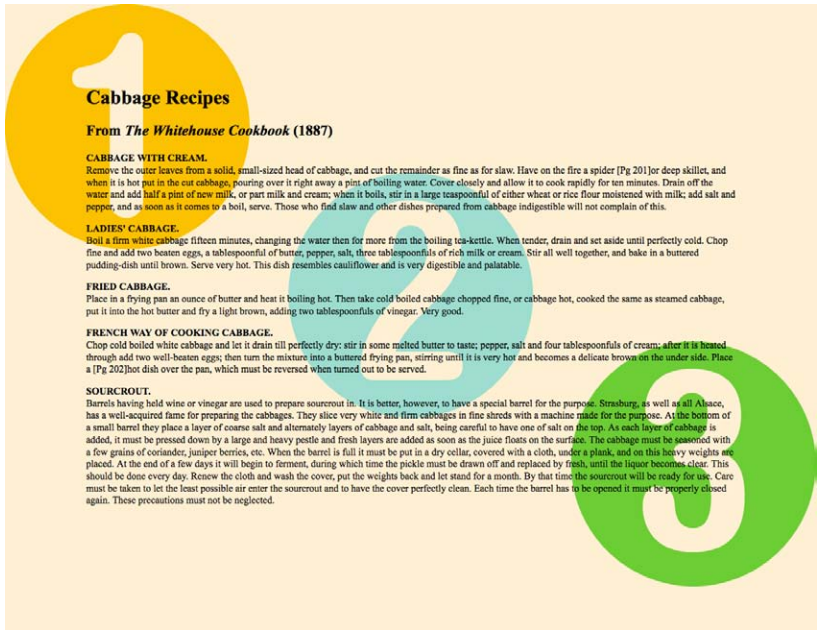 1
2
3
Cabbage Recipes
From The Whitehouse Cookbook (1887)
CABBAGE WITH CREAM.
Remove the outer leaves from a solid, small-sized head of cabbage, and cut the remainder as fine as for slaw. Have on the fire a spider [Pg 201]or deep skillet, and
when it is hot put in the cut cabbage, pouring over it right away a pint of boiling water. Cover closely and allow it to cook rapidly for ten minutes. Drain off the
water and add half a pint of new milk, or part milk and cream; when it boils, stir in a large teaspoonful of either wheat or rice flour moistened with milk; add salt and
pepper, and as soon as it comes to a boil, serve. Those who find slaw and other dishes prepared from cabbage indigestible will not complain of this.
LADIES' CABBAGE.
Boil a firm white cabbage fifteen minutes, changing the water then for more from the boiling tea-kettle. When tender, drain and set aside until perfectly cold. Chop
fine and add two beaten eggs, a tablespoonful of butter, pepper, salt, three tablespoonfuls of rich milk or cream. Stir all well together, and bake in a buttered
pudding-dish until brown. Serve very hot. This dish resembles cauliflower and is very digestible and palatable.
FRIED CABBAGE.
Place in a frying pan an ounce of butter and heat it boiling hot. Then take cold boiled cabbage chopped fine, or cabbage hot, cooked the same as steamed cabbage,
put it into the hot butter and fry a light brown, adding two tablespoonfuls of vinegar. Very good.
FRENCH WAY OF COOKING CABBAGE.
Chop cold boiled white cabbage and let it drain till perfectly dry: stir in some melted butter to taste; pepper, salt and four tablespoonfuls of cream; after it is heated
through add two well-beaten eggs; then turn the mixture into a buttered frying pan, stirring until it is very hot and becomes a delicate brown on the under side. Place
a [Pg 202]hot dish over the pan, which must be reversed when turned out to be served.
SOURCROUT.
Barrels having held wine or vinegar are used to prepare sourcrout in. It is better, however, to have a special barrel for the purpose. Strasburg, as well as all Alsace,
has a well-acquired fame for preparing the cabbages. They slice very white and firm cabbages in fine shreds with a machine made for the purpose. At the bottom of
a small barrel they place a layer of coarse salt and alternately layers of cabbage and salt, being careful to have one of salt on the top. As each layer of cabbage is
added, it must be pressed down by a large and heavy pestle and fresh layers are added as soon as the juice floats on the surface. The cabbage must be seasoned with
a few grains of coriander, juniper berries, etc. When the barrel is full it must be put in a dry cellar, covered with a cloth, under a plank, and on this heavy weights are
placed. At the end of a few days it will begin to ferment, during which time the pickle must be drawn off and replaced by fresh, until the liquor becomes clear. This
should be done every day. Renew the cloth and wash the cover, put the weights back and let stand for a month. By that time the sourcrout will be ready for use. Care
must be taken to let the least possible air enter the sourcrout and to have the cover perfectly clean. Each time the barrel has to be opened it must be properly closed
again. These precautions must not be neglected.